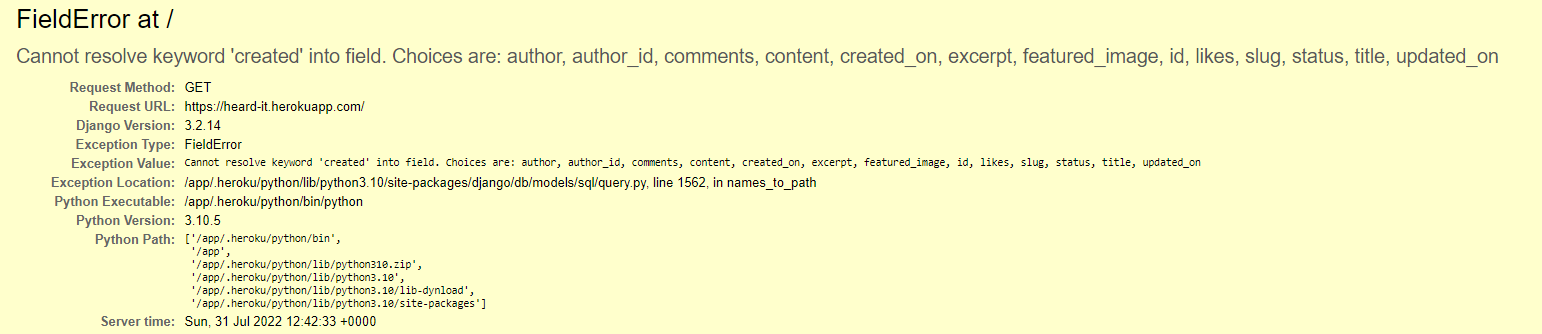 FieldError at /
Cannot resolve keyword 'created' into field. Choices are: author, author_id, comments, content, created_on, excerpt, featured_image, id, likes, slug, status, title, updated_on
Request Method: GET
Request URL: https://heard-it.herokuapp.com/
Django Version: 3.2.14
Exception Type: FieldError
Exception Value: Cannot resolve keyword 'created' into field. Choices are: author, author_id, comments, content, created_on, excerpt, featured_image, id, likes, slug, status, title, updated_on
Exception Location: /app/.heroku/python/lib/python3.10/site-packages/django/db/models/sql/query.py, line 1562, in names_to_path
Python Executable: /app/.heroku/python/bin/python
Python Version: 3.10.5
Python Path: ['/app/.heroku/python/bin',
'/app',
'/app/.heroku/python/lib/python310.zip',
'/app/.heroku/python/lib/python3.10',
'/app/.heroku/python/lib/python3.10/lib-dynload',
'/app/.heroku/python/lib/python3.10/site-packages']
Server time: Sun, 31 Jul 2022 12:42:33 +0000